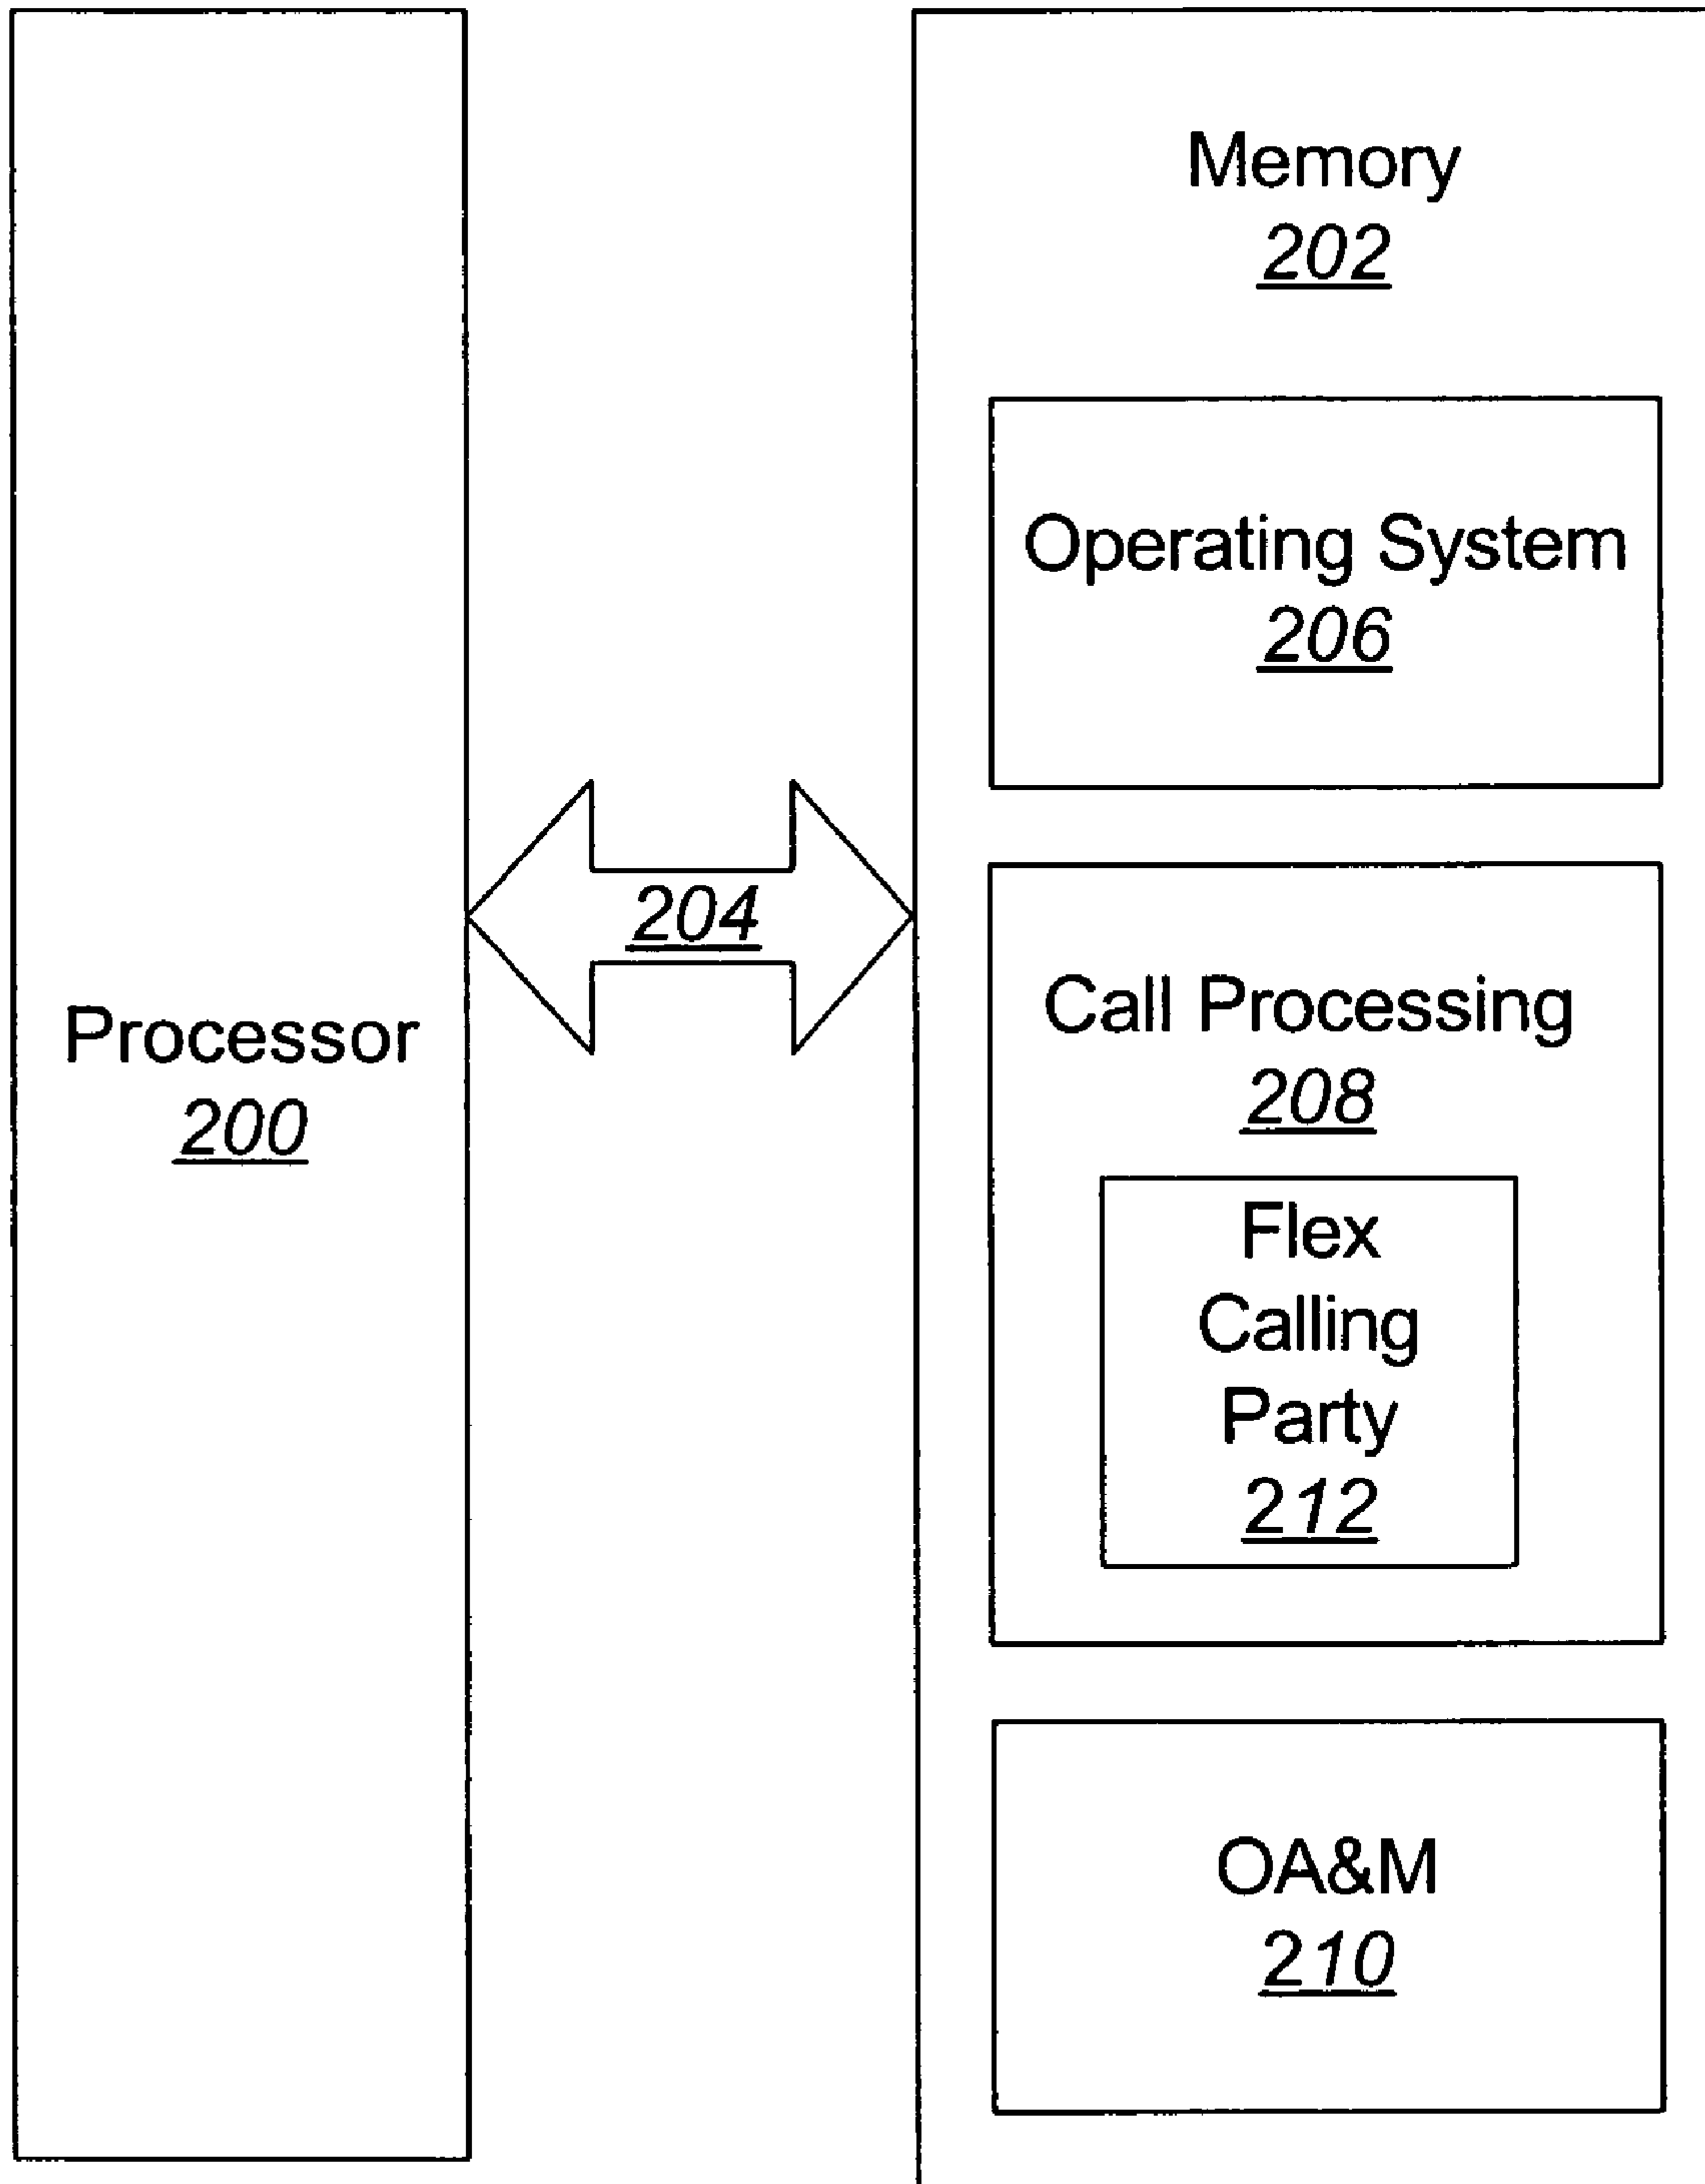 Processor
200
204
Memory
202
Operating System
206
Call Processing
208
Flex
Calling
Party
212
OA&M
210